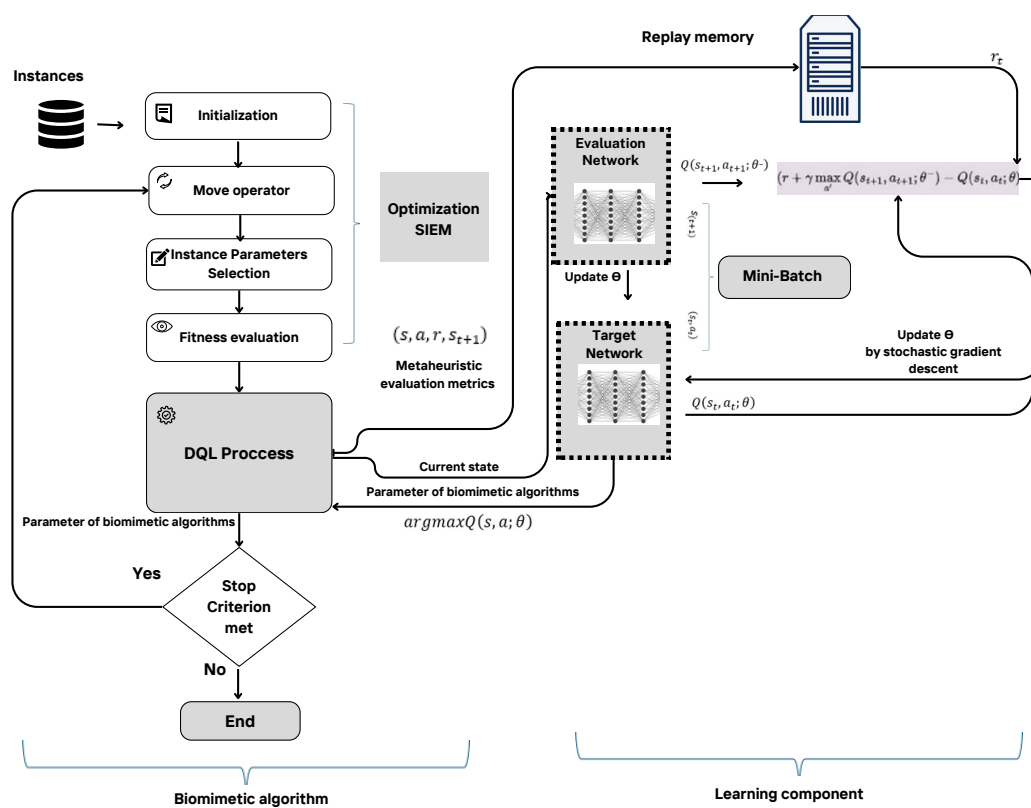 Instances
Initialization
Move operator
Instance Parameters
Selection
Fitness evaluation
Optimization
SIEM
(s, a, r, s_{t+1})
Metaheuristic
evaluation metrics
DQL Proccess
Current state
Parameter of biomimetic algorithms
argmaxQ(s, a; θ)
Parameter of biomimetic algorithms
Yes
Stop
Criterion
met
No
End
Biomimetic algorithm
Replay memory
r_t
Evaluation
Network
Q(s_{t+1}, a_{t+1}; θ-)
(r + γ max_{a'} Q(s_{t+1}, a_{t+1}; θ⁻) − Q(s_t, a_t; θ)
s_{(t+1)}
Mini-Batch
(s_t, a_t)
Update Θ
Target
Network
Update Θ
by stochastic gradient
descent
Q(s_t, a_t; θ)
Learning component